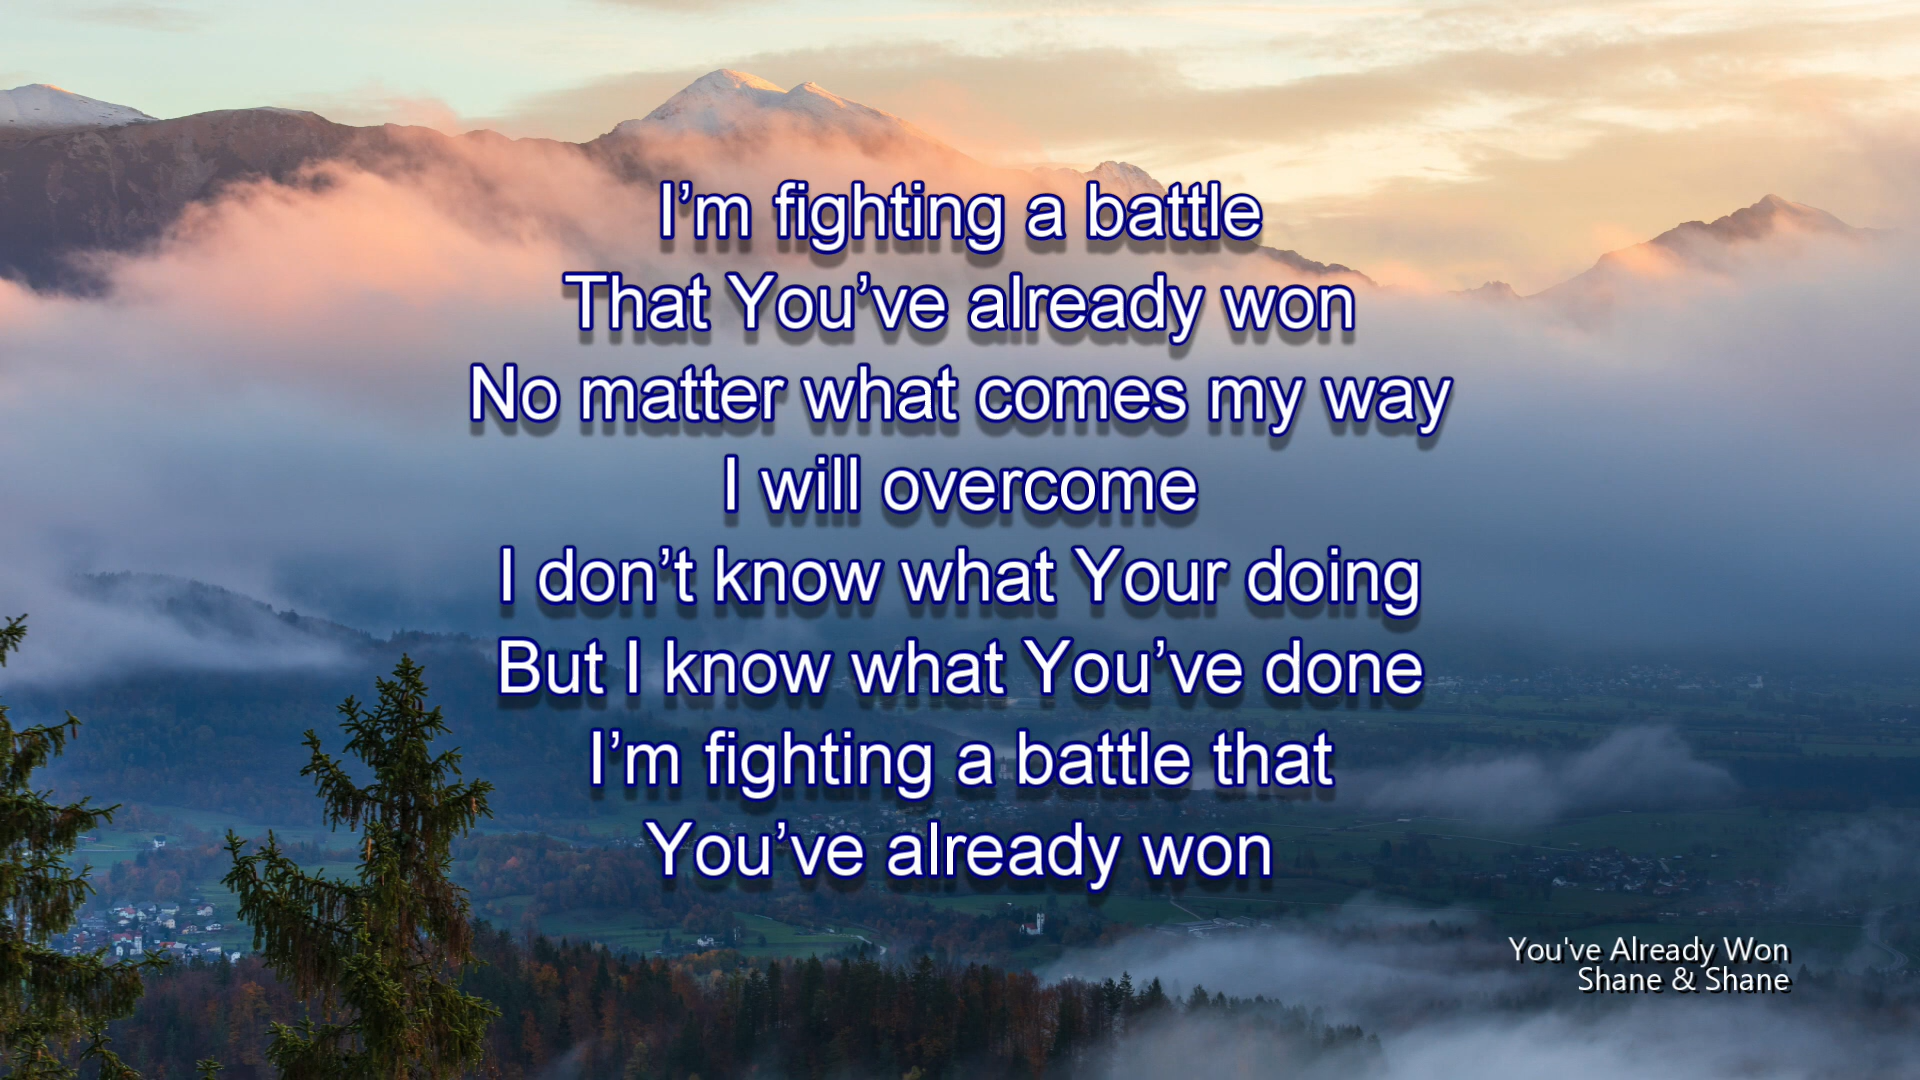 I’m fighting a battle
That You’ve already won
No matter what comes my way
I will overcome
I don’t know what Your doing
But I know what You’ve done
I’m fighting a battle that
You’ve already won
You've Already Won
Shane & Shane